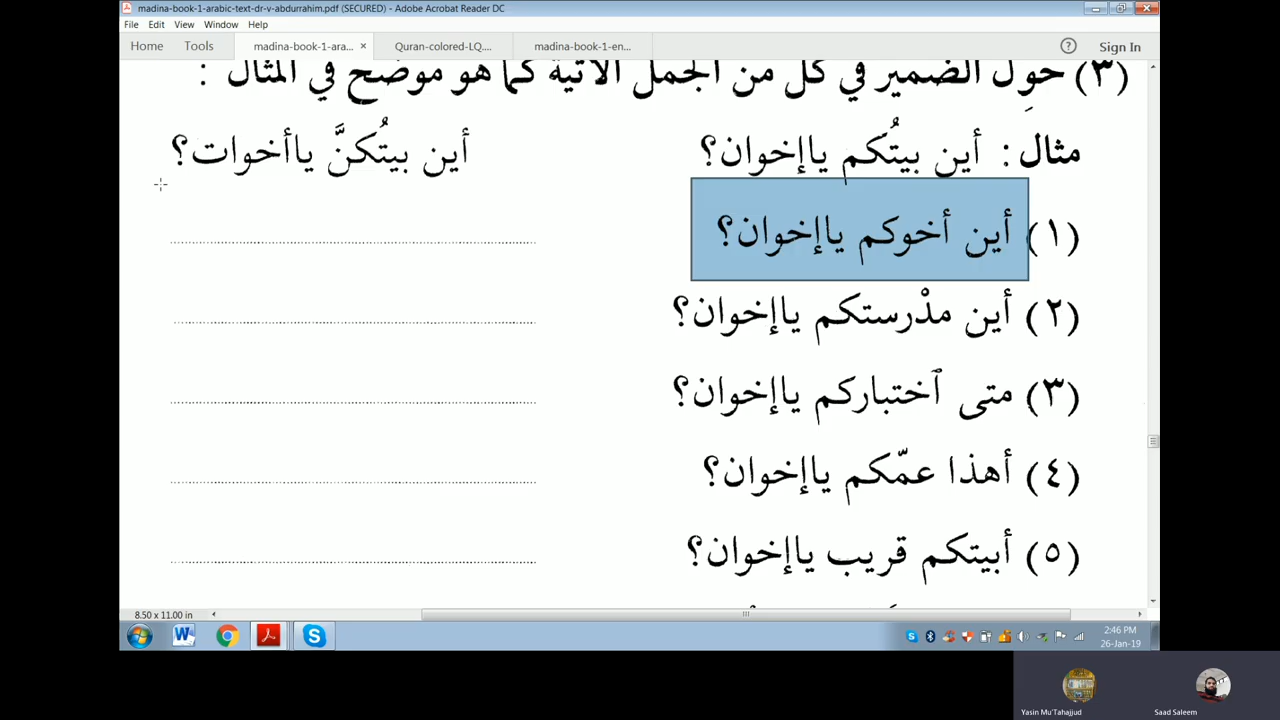 madina-book-1-arabic-text-dr-v-abdurrahim.pdf (SECURED) - Adobe Acrobat Reader DC
File Edit View Window Help
Home Tools madina-book-1-ara... × Quran-colored-LQ.... madina-book-1-en... Sign In
(٣) حوِّل الضمير في كل من الجمل الآتية كما هو موضح في المثال :
مثال : أين بيتُكُم ياإخوان؟ أين بيتُكنَّ ياأخوات؟
(١) أين أخوكم ياإخوان؟
(٢) أين مدْرستكم ياإخوان؟
(٣) متى ٱختباركم ياإخوان؟
(٤) أهذا عمّكم ياإخوان؟
(٥) أبيتكم قريب ياإخوان؟
8.50 x 11.00 in
2:46 PM
26-Jan-19
Yasin Mu'Tahajjud Saad Saleem